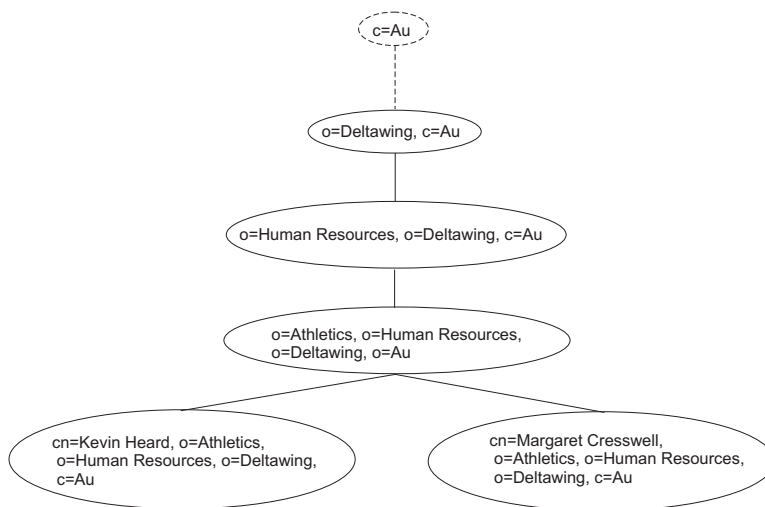 c=Au
o=Deltawing, c=Au
o=Human Resources, o=Deltawing, c=Au
o=Athletics, o=Human Resources,
o=Deltawing, o=Au
cn=Kevin Heard, o=Athletics,
o=Human Resources, o=Deltawing,
c=Au
cn=Margaret Cresswell,
o=Athletics, o=Human Resources,
o=Deltawing, c=Au